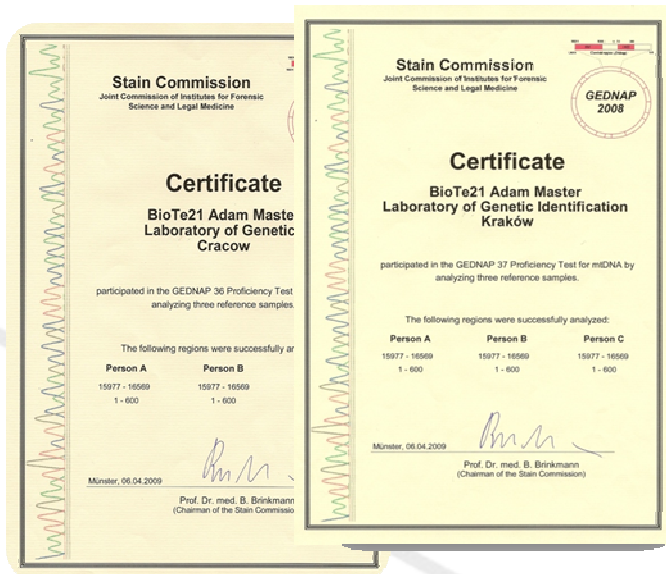 Stain Commission
Joint Commission of Institutes for Forensic
Science and Legal Medicine
Certificate
BioTe21 Adam Maste
Laboratory of Genetic
Cracow
participated in the GEDNAP 36 Proficiency Test
analyzing three reference samples
The following regions were successfully ar
Person A Person B
15977 - 16569 15977 - 16569
1 - 600 1 - 600
Münster, 06.04.2009
Prof. Dr. med. B. Brinkmann
(Chairman of the Stain Commissio
Stain Commission
Joint Commission of Institutes for Forensic
Science and Legal Medicine
GEDNAP
2008
Certificate
BioTe21 Adam Master
Laboratory of Genetic Identification
Kraków
participated in the GEDNAP 37 Proficiency Test for mtDNA by
analyzing three reference samples.
The following regions were successfully analyzed:
Person A Person B Person C
15977 - 16569 15977 - 16569 15977 - 16569
1 - 600 1 - 600 1 - 600
Münster, 06.04.2009
Prof. Dr. med. B. Brinkmann
(Chairman of the Stain Commission)